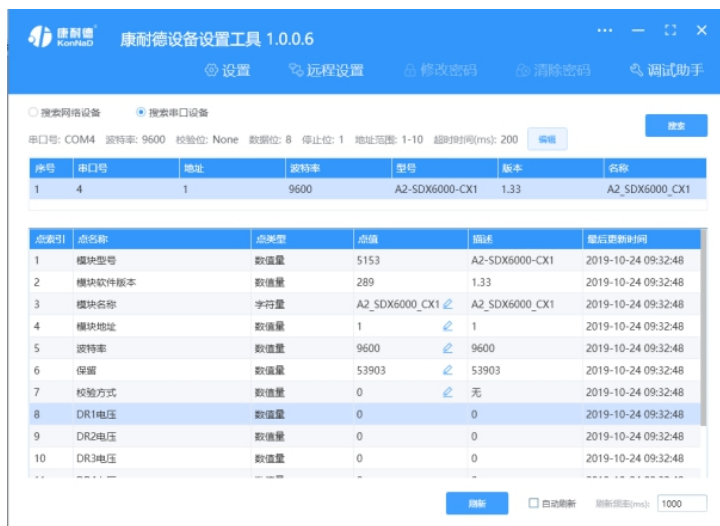 康耐德
KonNaD
康耐德设备设置工具 1.0.0.6
设置 远程设置 修改密码 清除密码 调试助手
搜索网络设备 搜索串口设备
串口号: COM4 波特率: 9600 校验位: None 数据位: 8 停止位: 1 地址范围: 1-10 超时时间(ms): 200 编辑
搜索
序号 串口号 地址 波特率 型号 版本 名称
1 4 1 9600 A2-SDX6000-CX1 1.33 A2_SDX6000_CX1
点索引 点名称 点类型 点值 描述 最后更新时间
1 模块型号 数值量 5153 A2-SDX6000-CX1 2019-10-24 09:32:48
2 模块软件版本 数值量 289 1.33 2019-10-24 09:32:48
3 模块名称 字符量 A2_SDX6000_CX1 A2_SDX6000_CX1 2019-10-24 09:32:48
4 模块地址 数值量 1 1 2019-10-24 09:32:48
5 波特率 数值量 9600 9600 2019-10-24 09:32:48
6 保留 数值量 53903 53903 2019-10-24 09:32:48
7 校验方式 数值量 0 无 2019-10-24 09:32:48
8 DR1电压 数值量 0 0 2019-10-24 09:32:48
9 DR2电压 数值量 0 0 2019-10-24 09:32:48
10 DR3电压 数值量 0 0 2019-10-24 09:32:48
刷新 自动刷新 刷新频率(ms): 1000